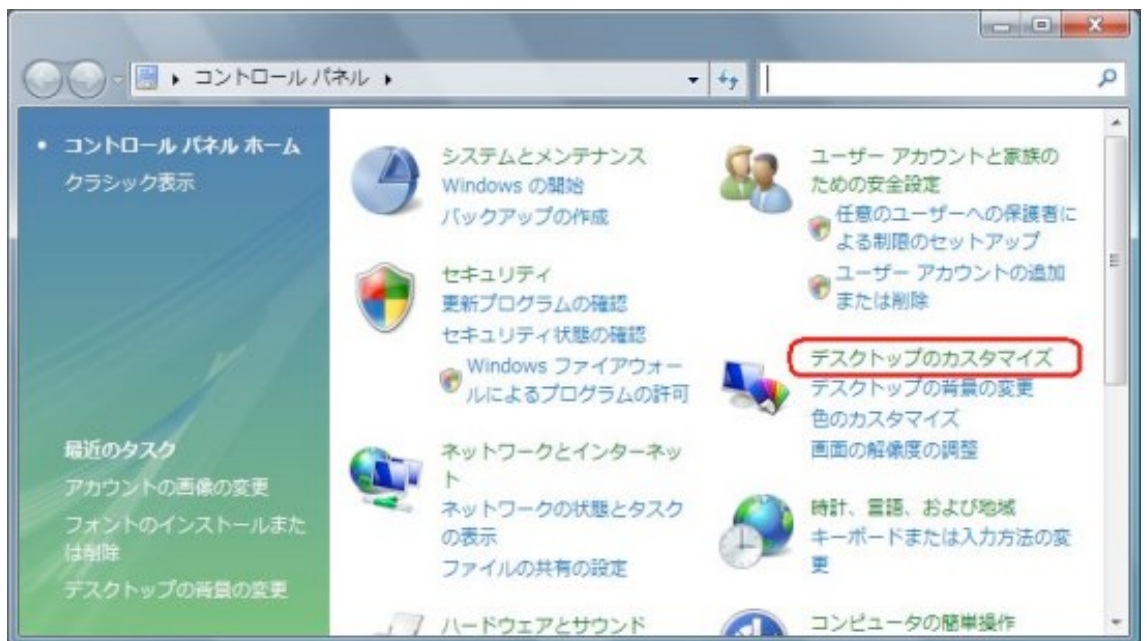 コントロール パネル
コントロール パネル ホーム
クラシック表示
最近のタスク
アカウントの画像の変更
フォントのインストールまた
は削除
デスクトップの背景の変更
システムとメンテナンス
Windows の開始
バックアップの作成
セキュリティ
更新プログラムの確認
セキュリティ状態の確認
Windows ファイアウォー
ルによるプログラムの許可
ネットワークとインターネッ
ト
ネットワークの状態とタスク
の表示
ファイルの共有の設定
ハードウェアとサウンド
ユーザー アカウントと家族の
ための安全設定
任意のユーザーへの保護者に
よる制限のセットアップ
ユーザー アカウントの追加
または削除
デスクトップのカスタマイズ
デスクトップの背景の変更
色のカスタマイズ
画面の解像度の調整
時計、言語、および地域
キーボードまたは入力方法の変
更
コンピュータの簡単操作